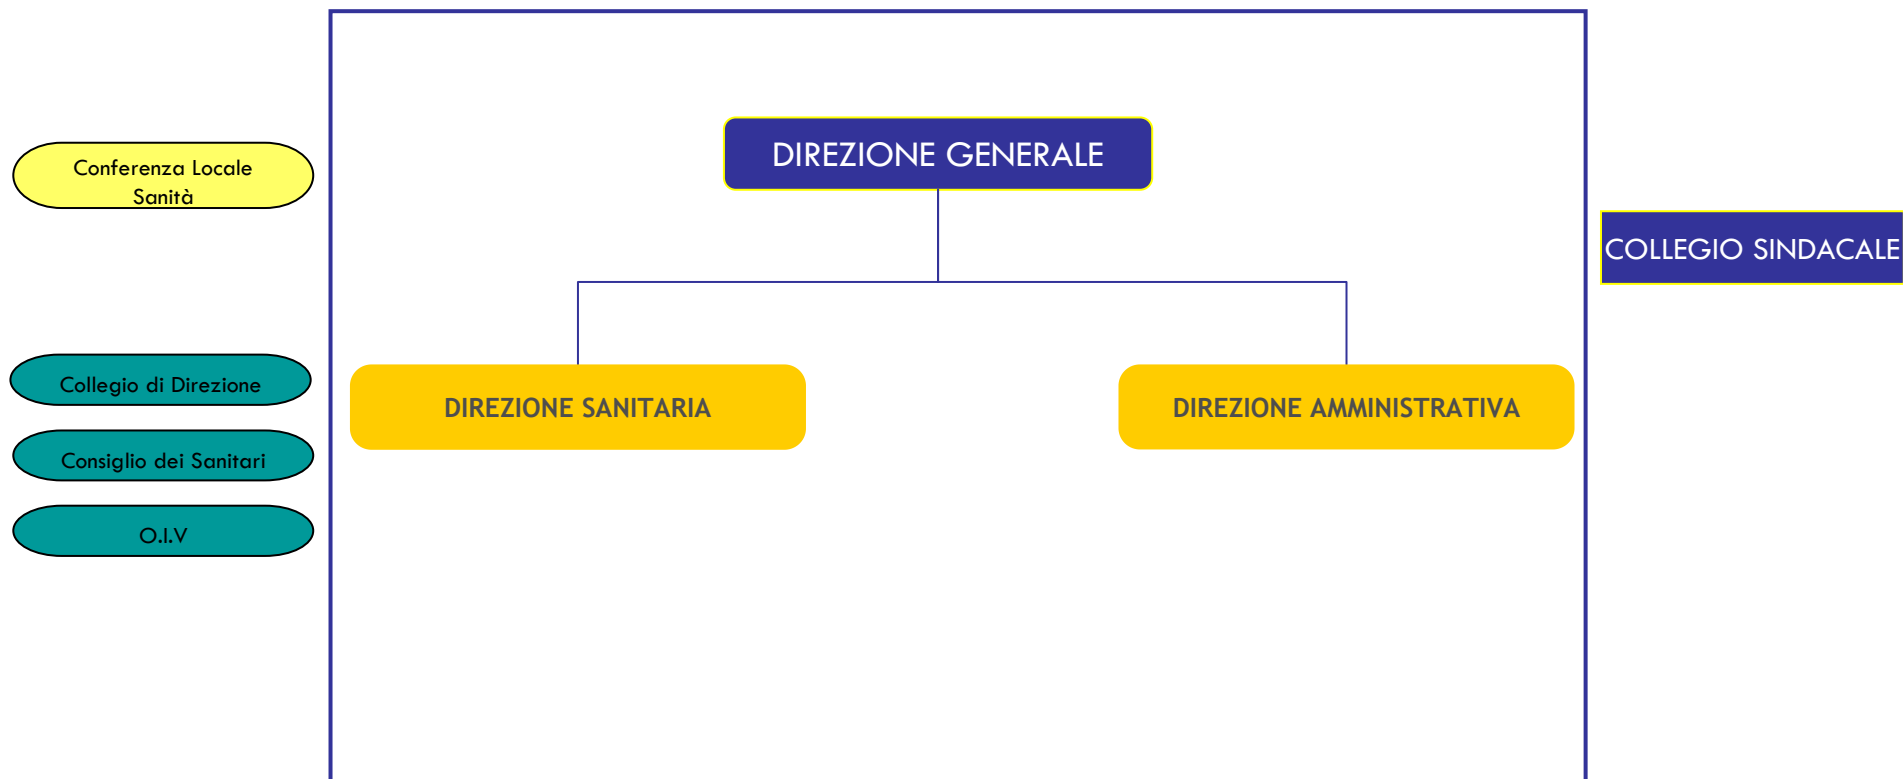 DIREZIONE GENERALE
Conferenza Locale
Sanità
COLLEGIO SINDACALE
Collegio di Direzione
DIREZIONE SANITARIA
DIREZIONE AMMINISTRATIVA
Consiglio dei Sanitari
O.I.V